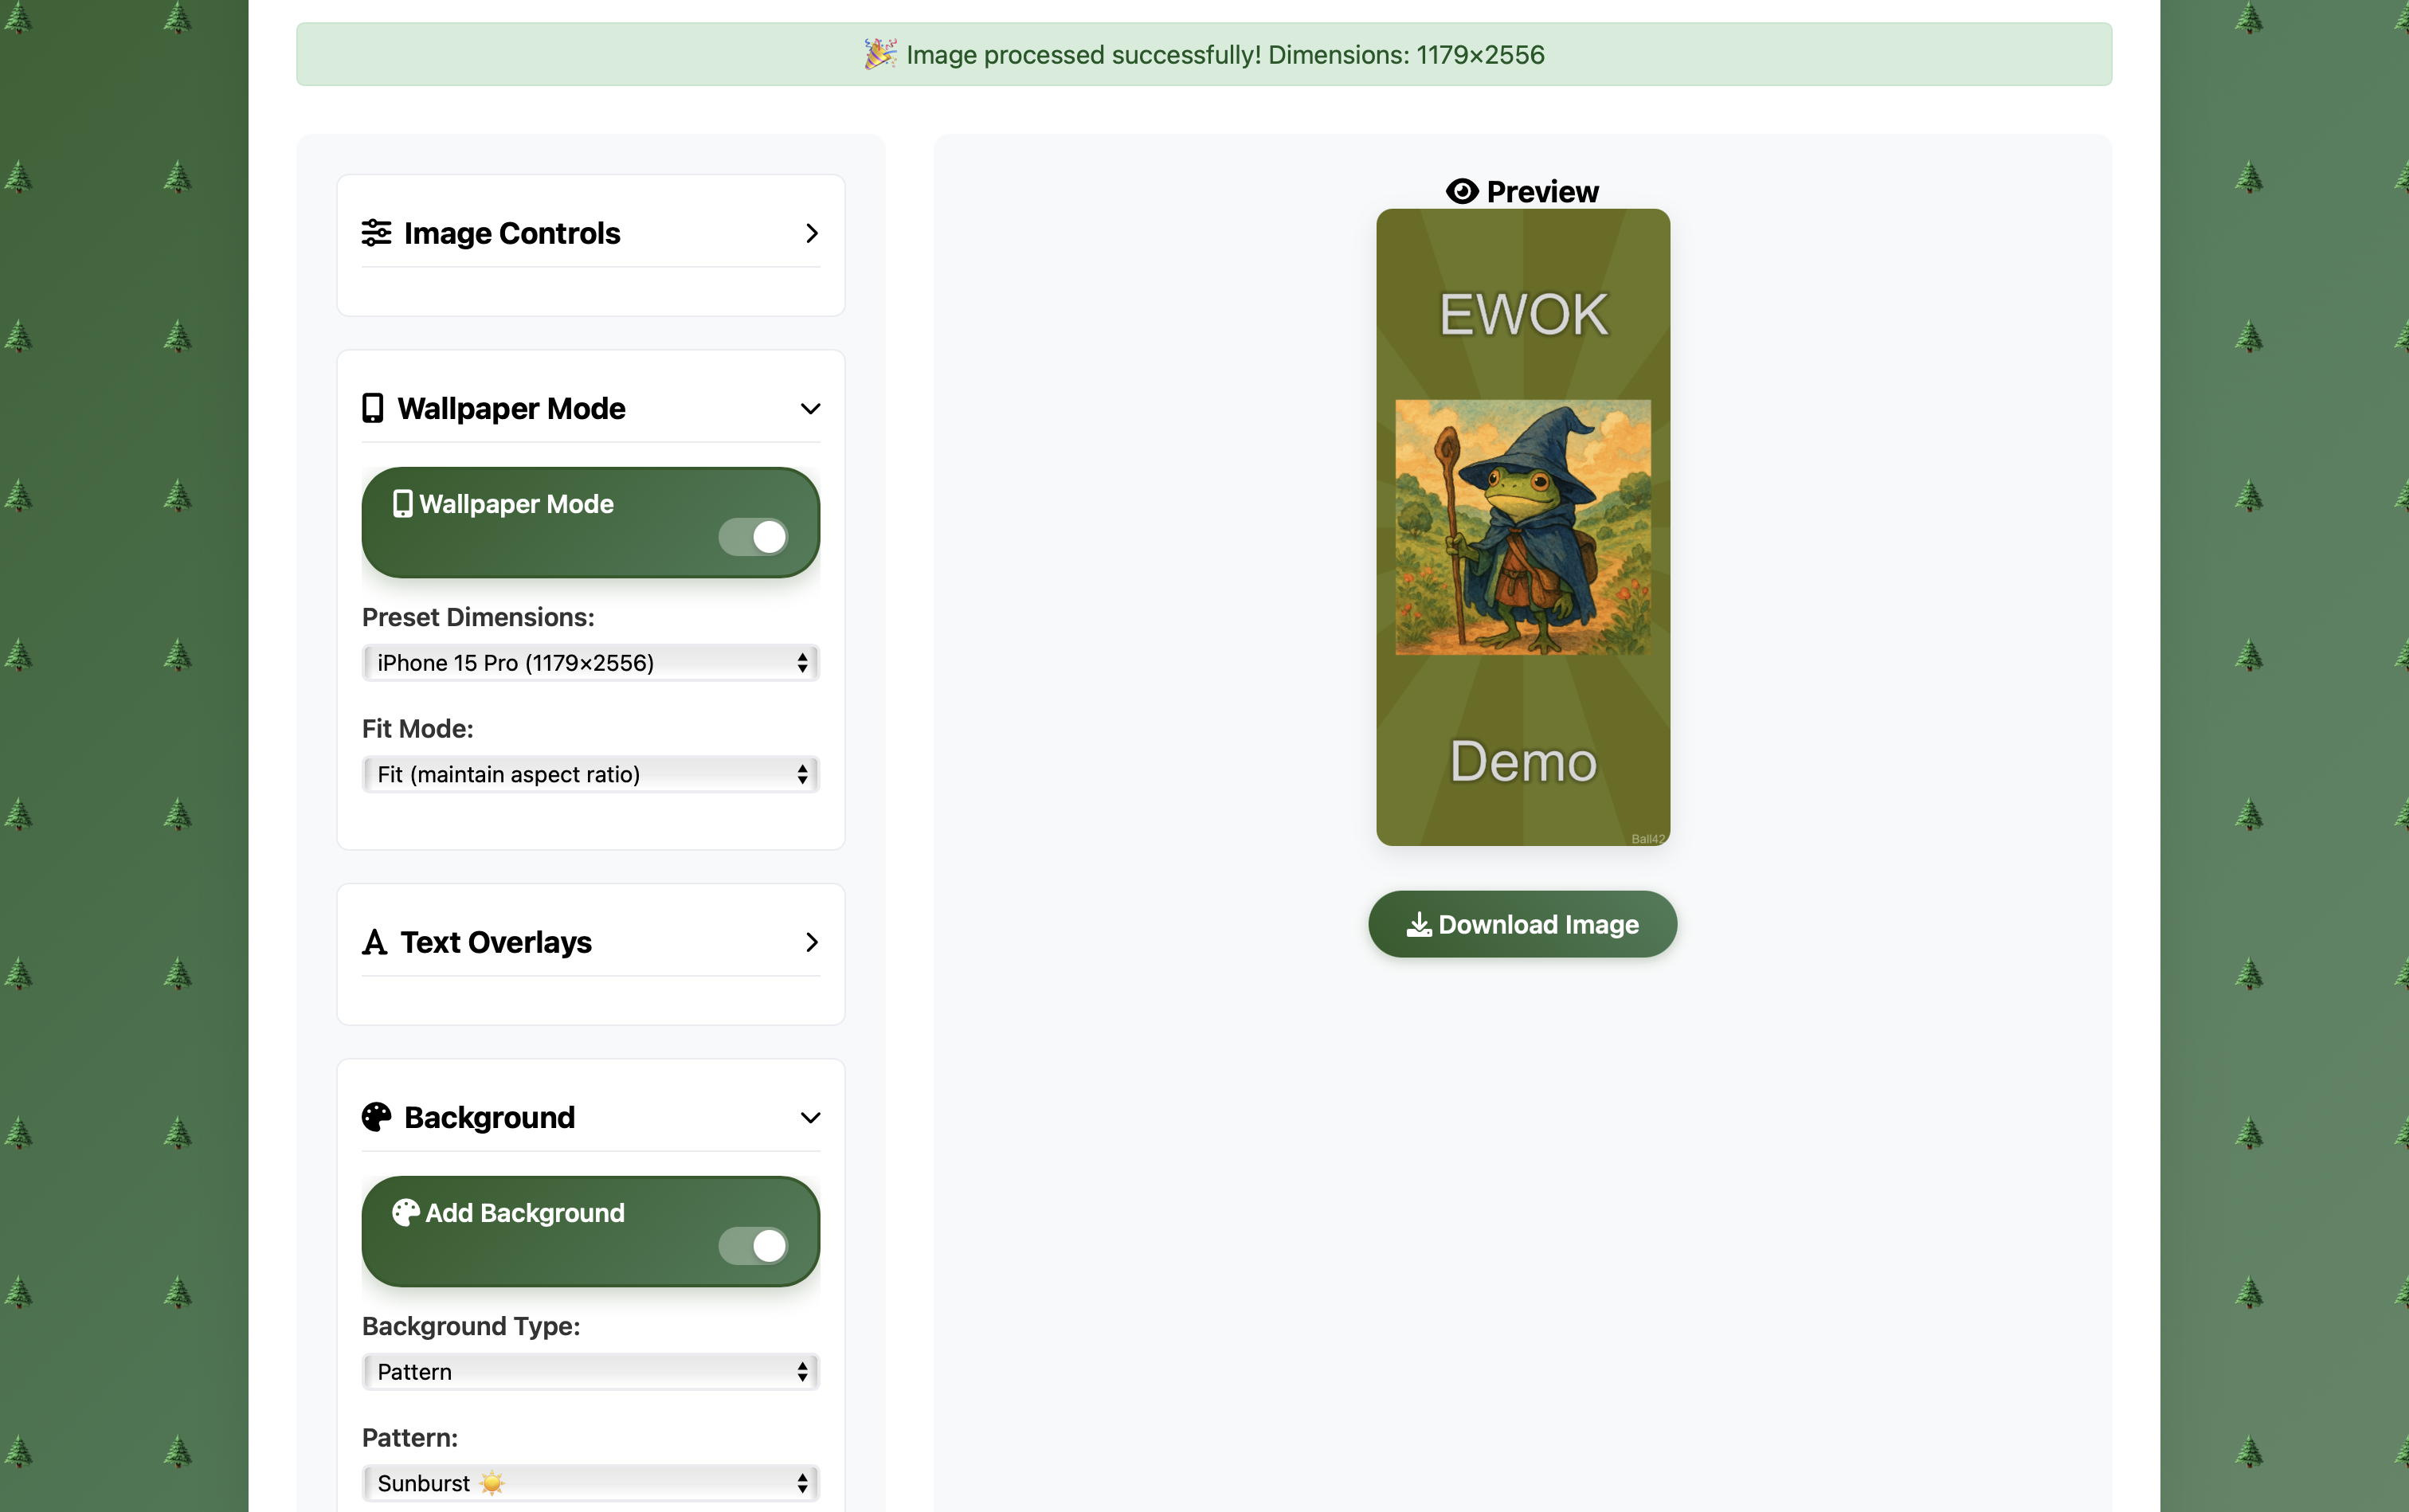 🎉 Image processed successfully! Dimensions: 1179×2556
Image Controls
Wallpaper Mode
Wallpaper Mode
Preset Dimensions:
iPhone 15 Pro (1179×2556)
Fit Mode:
Fit (maintain aspect ratio)
Text Overlays
Background
Add Background
Background Type:
Pattern
Pattern:
Sunburst ☀️
Preview
EWOK
Demo
Ball42
Download Image